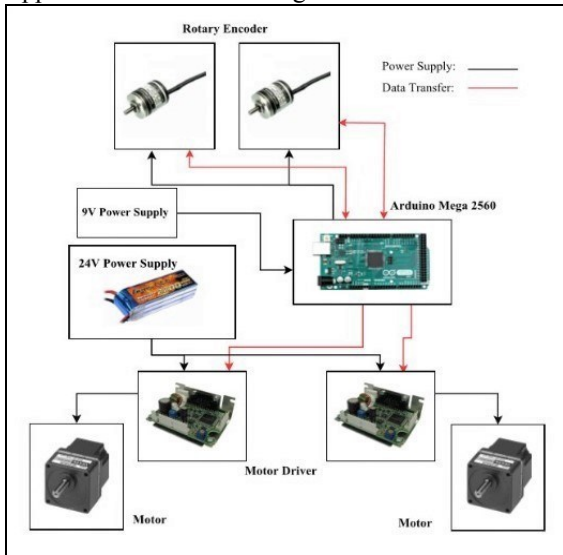 Rotary Encoder
Power Supply:
Data Transfer:
Arduino Mega 2560
9V Power Supply
24V Power Supply
Motor Driver
Motor
Motor